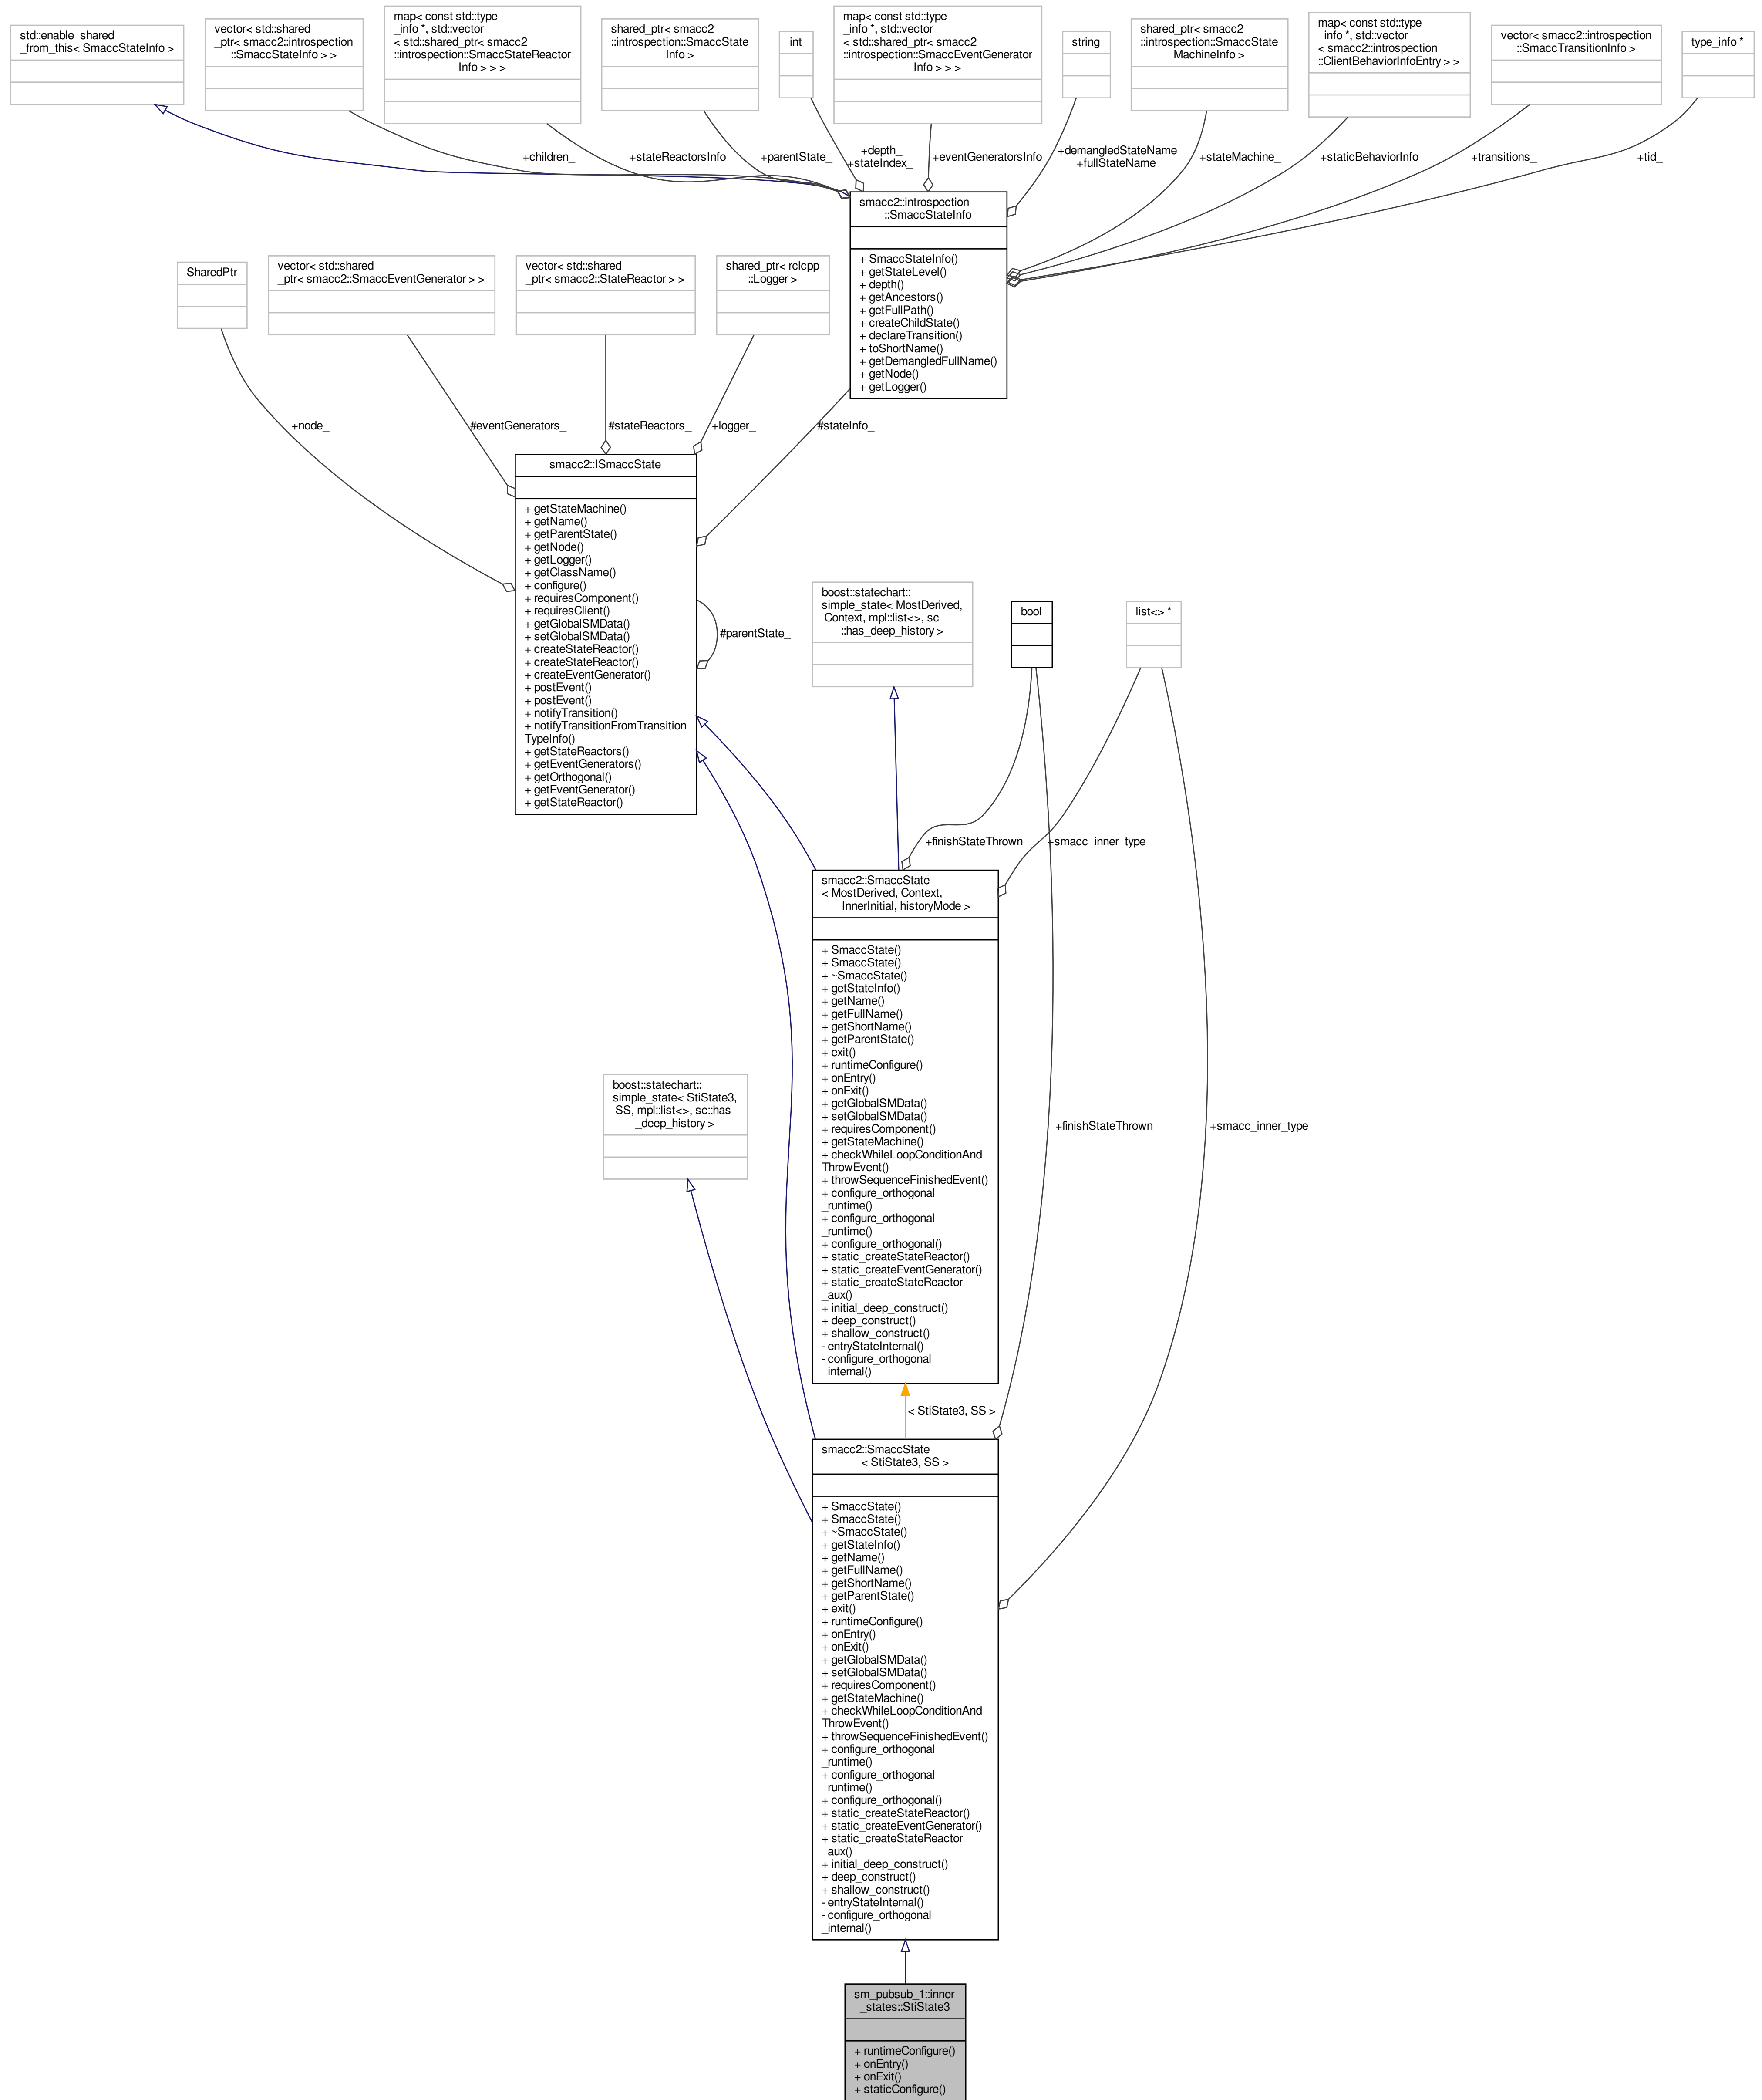 std::enable_shared
_from_this< SmaccStateInfo >
vector< std::shared
_ptr< smacc2::introspection
::SmaccStateInfo > >
map< const std::type
_info *, std::vector
< std::shared_ptr< smacc2
::introspection::SmaccStateReactor
Info > > >
shared_ptr< smacc2
::introspection::SmaccState
Info >
int
map< const std::type
_info *, std::vector
< std::shared_ptr< smacc2
::introspection::SmaccEventGenerator
Info > > >
string
shared_ptr< smacc2
::introspection::SmaccState
MachineInfo >
map< const std::type
_info *, std::vector
< smacc2::introspection
::ClientBehaviorInfoEntry > >
vector< smacc2::introspection
::SmaccTransitionInfo >
type_info *
+children_
+stateReactorsInfo
+parentState_
+depth_
+stateIndex_
+eventGeneratorsInfo
+demangledStateName
+fullStateName
+stateMachine_
+staticBehaviorInfo
+transitions_
+tid_
smacc2::introspection
::SmaccStateInfo
+ SmaccStateInfo()
+ getStateLevel()
+ depth()
+ getAncestors()
+ getFullPath()
+ createChildState()
+ declareTransition()
+ toShortName()
+ getDemangledFullName()
+ getNode()
+ getLogger()
SharedPtr
vector< std::shared
_ptr< smacc2::SmaccEventGenerator > >
vector< std::shared
_ptr< smacc2::StateReactor > >
shared_ptr< rclcpp
::Logger >
+node_
#eventGenerators_
#stateReactors_
+logger_
#stateInfo_
smacc2::ISmaccState
+ getStateMachine()
+ getName()
+ getParentState()
+ getNode()
+ getLogger()
+ getClassName()
+ configure()
+ requiresComponent()
+ requiresClient()
+ getGlobalSMData()
+ setGlobalSMData()
+ createStateReactor()
+ createStateReactor()
+ createEventGenerator()
+ postEvent()
+ postEvent()
+ notifyTransition()
+ notifyTransitionFromTransition
TypeInfo()
+ getStateReactors()
+ getEventGenerators()
+ getOrthogonal()
+ getEventGenerator()
+ getStateReactor()
#parentState_
boost::statechart::
simple_state< MostDerived,
Context, mpl::list<>, sc
::has_deep_history >
bool
list<> *
+finishStateThrown
+smacc_inner_type
smacc2::SmaccState
< MostDerived, Context,
InnerInitial, historyMode >
+ SmaccState()
+ SmaccState()
+ ~SmaccState()
+ getStateInfo()
+ getName()
+ getFullName()
+ getShortName()
+ getParentState()
+ exit()
+ runtimeConfigure()
+ onEntry()
+ onExit()
+ getGlobalSMData()
+ setGlobalSMData()
+ requiresComponent()
+ getStateMachine()
+ checkWhileLoopConditionAnd
ThrowEvent()
+ throwSequenceFinishedEvent()
+ configure_orthogonal
_runtime()
+ configure_orthogonal
_runtime()
+ configure_orthogonal()
+ static_createStateReactor()
+ static_createEventGenerator()
+ static_createStateReactor
_aux()
+ initial_deep_construct()
+ deep_construct()
+ shallow_construct()
- entryStateInternal()
- configure_orthogonal
_internal()
boost::statechart::
simple_state< StiState3,
SS, mpl::list<>, sc::has
_deep_history >
+finishStateThrown
+smacc_inner_type
< StiState3, SS >
smacc2::SmaccState
< StiState3, SS >
+ SmaccState()
+ SmaccState()
+ ~SmaccState()
+ getStateInfo()
+ getName()
+ getFullName()
+ getShortName()
+ getParentState()
+ exit()
+ runtimeConfigure()
+ onEntry()
+ onExit()
+ getGlobalSMData()
+ setGlobalSMData()
+ requiresComponent()
+ getStateMachine()
+ checkWhileLoopConditionAnd
ThrowEvent()
+ throwSequenceFinishedEvent()
+ configure_orthogonal
_runtime()
+ configure_orthogonal
_runtime()
+ configure_orthogonal()
+ static_createStateReactor()
+ static_createEventGenerator()
+ static_createStateReactor
_aux()
+ initial_deep_construct()
+ deep_construct()
+ shallow_construct()
- entryStateInternal()
- configure_orthogonal
_internal()
sm_pubsub_1::inner
_states::StiState3
+ runtimeConfigure()
+ onEntry()
+ onExit()
+ staticConfigure()